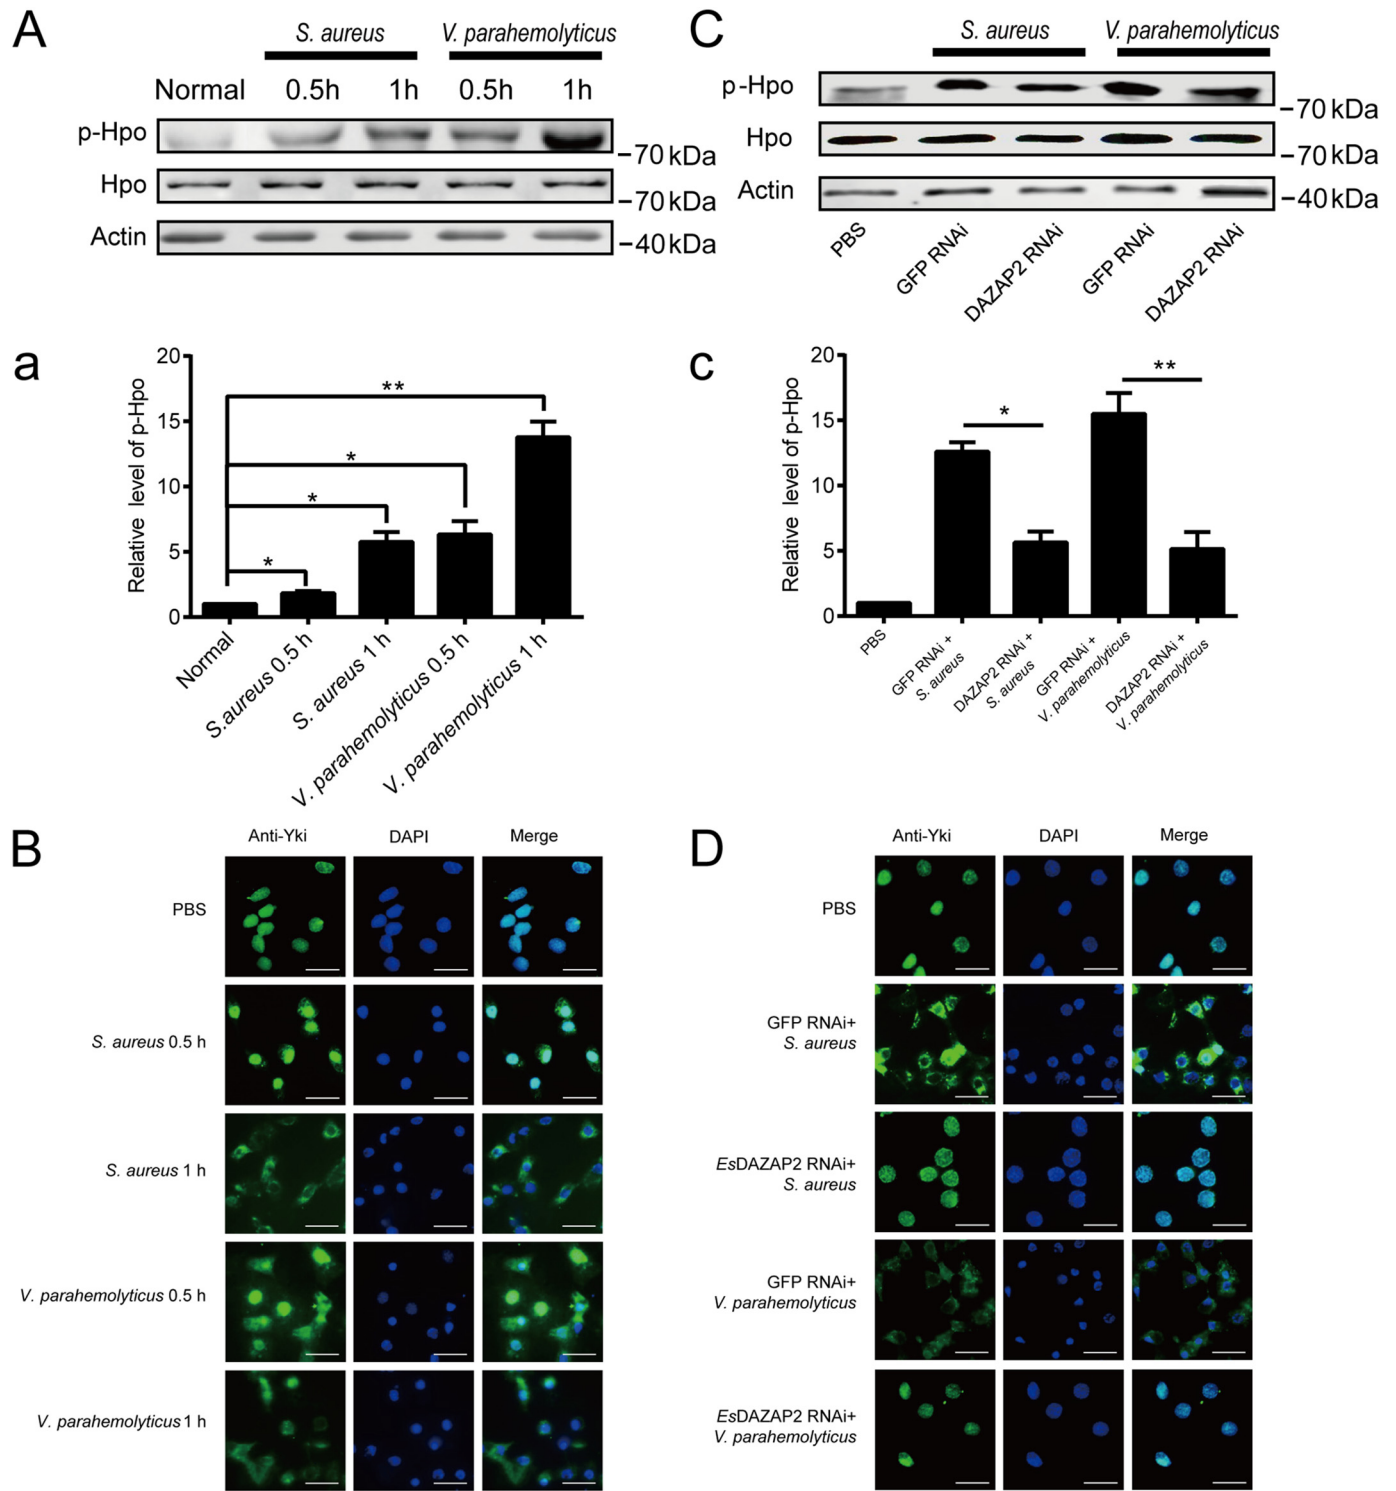 A
S. aureus
V. parahemolyticus
Normal
0.5h
1h
0.5h
1h
p-Hpo
70 kDa
Hpo
70 kDa
Actin
40 kDa
C
S. aureus
V. parahemolyticus
p-Hpo
70 kDa
Hpo
70 kDa
Actin
40 kDa
PBS
GFP RNAi
DAZAP2 RNAi
GFP RNAi
DAZAP2 RNAi
a
Relative level of p-Hpo
20
15
10
5
0
**
*
*
*
Normal
S.aureus 0.5 h
S. aureus 1 h
V. parahemolyticus 0.5 h
V. parahemolyticus 1 h
c
Relative level of p-Hpo
20
15
10
5
0
*
**
PBS
GFP RNAi +
S. aureus
DAZAP2 RNAi +
S. aureus
GFP RNAi +
V. parahemolyticus
DAZAP2 RNAi +
V. parahemolyticus
B
Anti-Yki
DAPI
Merge
PBS
S. aureus 0.5 h
S. aureus 1 h
V. parahemolyticus 0.5 h
V. parahemolyticus 1 h
D
Anti-Yki
DAPI
Merge
PBS
GFP RNAi+
S. aureus
EsDAZAP2 RNAi+
S. aureus
GFP RNAi+
V. parahemolyticus
EsDAZAP2 RNAi+
V. parahemolyticus